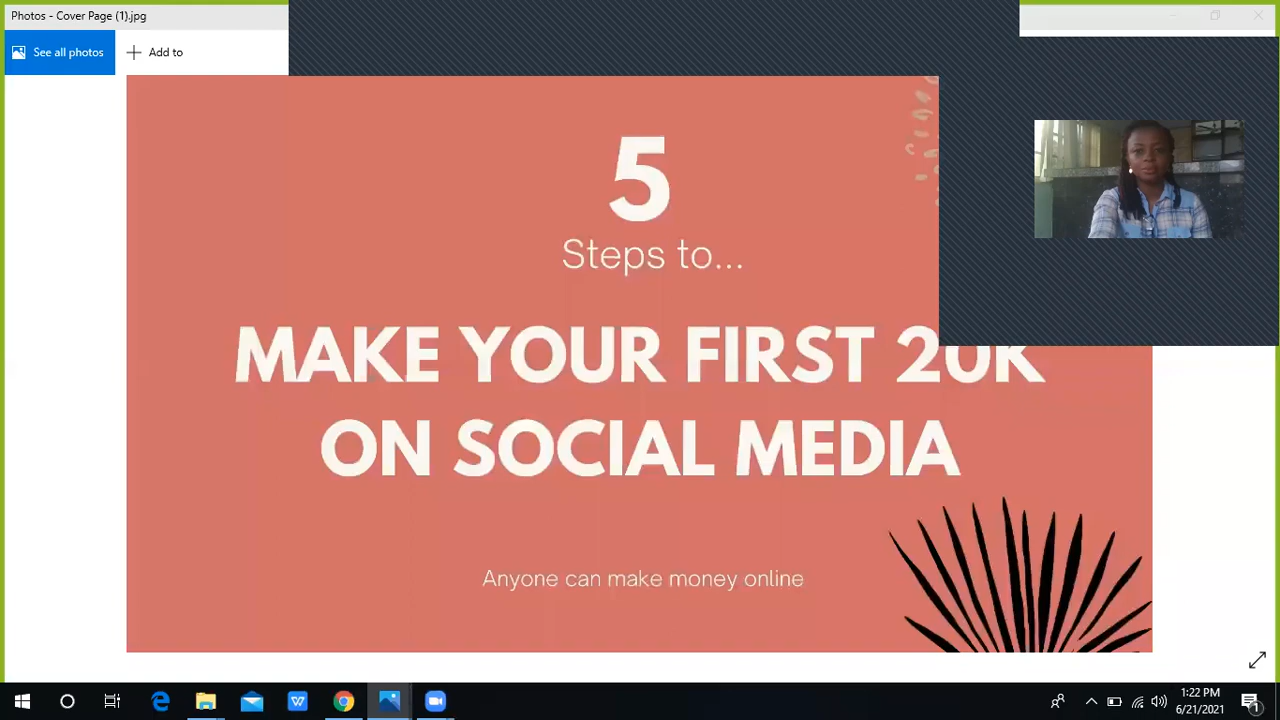 Photos - Cover Page (1).jpg
See all photos
Add to
5
Steps to...
MAKE YOUR FIRST 20K
ON SOCIAL MEDIA
Anyone can make money online
1:22 PM
6/21/2021
1